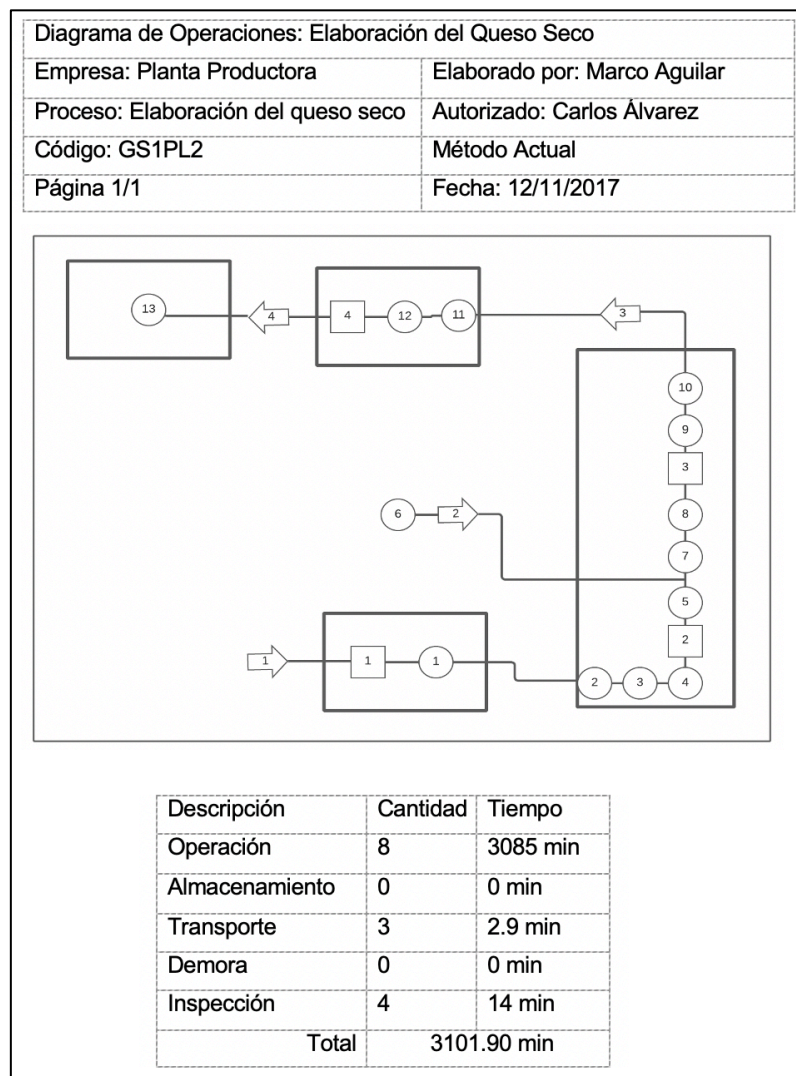 Diagrama de Operaciones: Elaboración del Queso Seco
Empresa: Planta Productora Elaborado por: Marco Aguilar
Proceso: Elaboración del queso seco Autorizado: Carlos Álvarez
Código: GS1PL2 Método Actual
Página 1/1 Fecha: 12/11/2017
13 4 4 12 11 3
10
9
3
6 2 8
7
5
2
1 1 1
2 3 4
Descripción Cantidad Tiempo
Operación 8 3085 min
Almacenamiento 0 0 min
Transporte 3 2.9 min
Demora 0 0 min
Inspección 4 14 min
Total 3101.90 min